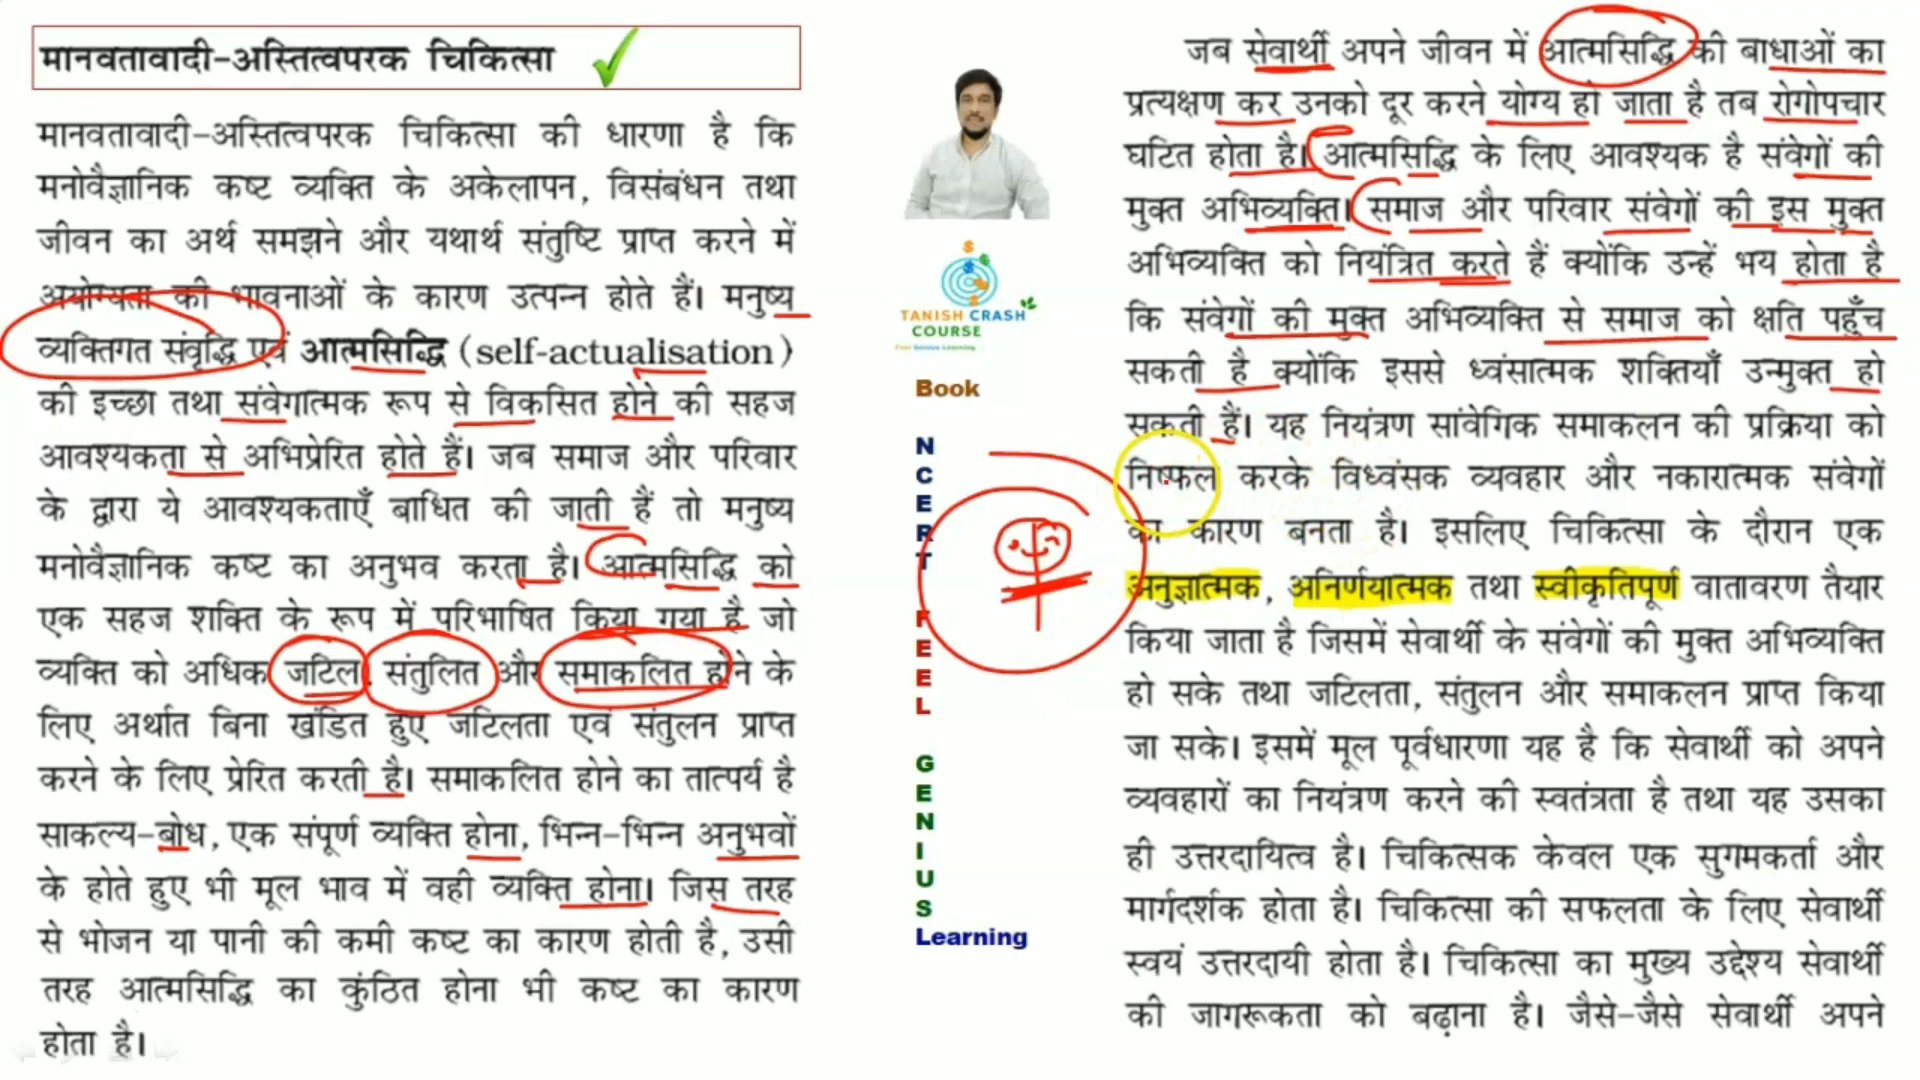 मानवतावादी-अस्तित्वपरक चिकित्सा
मानवतावादी-अस्तित्वपरक चिकित्सा की धारणा है कि
मनोवैज्ञानिक कष्ट व्यक्ति के अकेलापन, विसंबंधन तथा
जीवन का अर्थ समझने और यथार्थ संतुष्टि प्राप्त करने में
अयोग्यता की भावनाओं के कारण उत्पन्न होते हैं। मनुष्य
व्यक्तिगत संवृद्धि एवं आत्मसिद्धि (self-actualisation)
की इच्छा तथा संवेगात्मक रूप से विकसित होने की सहज
आवश्यकता से अभिप्रेरित होते हैं। जब समाज और परिवार
के द्वारा ये आवश्यकताएँ बाधित की जाती हैं तो मनुष्य
मनोवैज्ञानिक कष्ट का अनुभव करता है। आत्मसिद्धि को
एक सहज शक्ति के रूप में परिभाषित किया गया है जो
व्यक्ति को अधिक जटिल, संतुलित और समाकलित होने के
लिए अर्थात बिना खंडित हुए जटिलता एवं संतुलन प्राप्त
करने के लिए प्रेरित करती है। समाकलित होने का तात्पर्य है
साकल्य-बोध, एक संपूर्ण व्यक्ति होना, भिन्न-भिन्न अनुभवों
के होते हुए भी मूल भाव में वही व्यक्ति होना। जिस तरह
से भोजन या पानी की कमी कष्ट का कारण होती है, उसी
तरह आत्मसिद्धि का कुंठित होना भी कष्ट का कारण
होता है।
TANISH CRASH
COURSE
Book
N
C
E
R
T
F
E
E
L
G
E
N
I
U
S
Learning
जब सेवार्थी अपने जीवन में आत्मसिद्धि की बाधाओं का
प्रत्यक्षण कर उनको दूर करने योग्य हो जाता है तब रोगोपचार
घटित होता है। आत्मसिद्धि के लिए आवश्यक है संवेगों की
मुक्त अभिव्यक्ति। समाज और परिवार संवेगों की इस मुक्त
अभिव्यक्ति को नियंत्रित करते हैं क्योंकि उन्हें भय होता है
कि संवेगों की मुक्त अभिव्यक्ति से समाज को क्षति पहुँच
सकती है क्योंकि इससे ध्वंसात्मक शक्तियाँ उन्मुक्त हो
सकती हैं। यह नियंत्रण सांवेगिक समाकलन की प्रक्रिया को
निष्फल करके विध्वंसक व्यवहार और नकारात्मक संवेगों
का कारण बनता है। इसलिए चिकित्सा के दौरान एक
अनुज्ञात्मक, अनिर्णयात्मक तथा स्वीकृतिपूर्ण वातावरण तैयार
किया जाता है जिसमें सेवार्थी के संवेगों की मुक्त अभिव्यक्ति
हो सके तथा जटिलता, संतुलन और समाकलन प्राप्त किया
जा सके। इसमें मूल पूर्वधारणा यह है कि सेवार्थी को अपने
व्यवहारों का नियंत्रण करने की स्वतंत्रता है तथा यह उसका
ही उत्तरदायित्व है। चिकित्सक केवल एक सुगमकर्ता और
मार्गदर्शक होता है। चिकित्सा की सफलता के लिए सेवार्थी
स्वयं उत्तरदायी होता है। चिकित्सा का मुख्य उद्देश्य सेवार्थी
की जागरूकता को बढ़ाना है। जैसे-जैसे सेवार्थी अपने